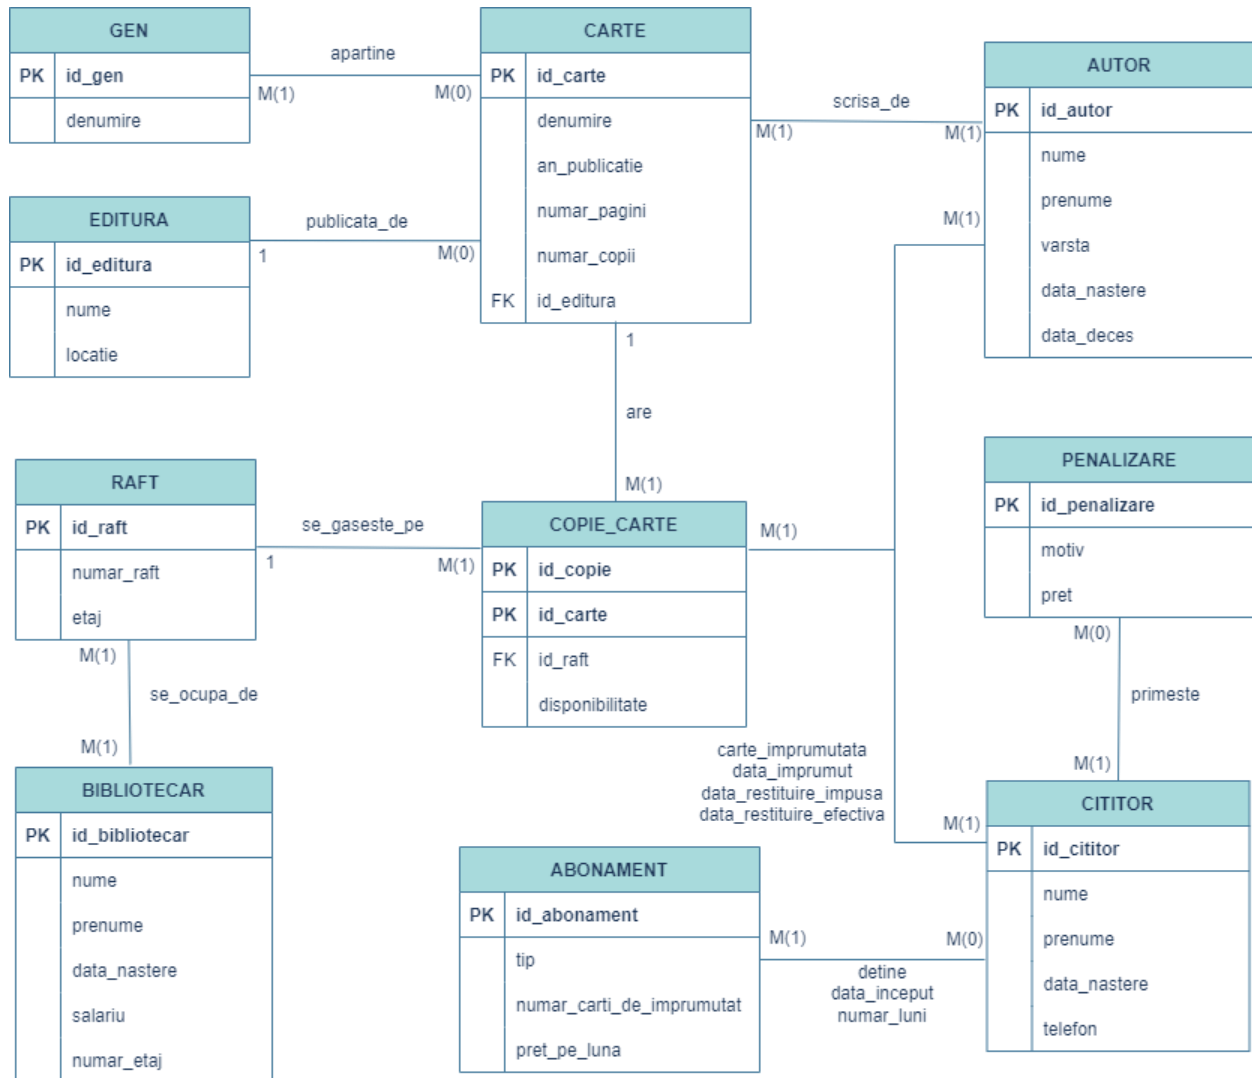 GEN
PK id_gen
denumire
apartine
M(1)
M(0)
CARTE
PK id_carte
denumire
an_publicatie
numar_pagini
numar_copii
FK id_editura
scrisa_de
M(1)
M(1)
AUTOR
PK id_autor
nume
prenume
varsta
data_nastere
data_deces
M(1)
EDITURA
PK id_editura
nume
locatie
publicata_de
1
M(0)
1
are
M(1)
RAFT
PK id_raft
numar_raft
etaj
se_gaseste_pe
1
M(1)
COPIE_CARTE
PK id_copie
PK id_carte
FK id_raft
disponibilitate
M(1)
PENALIZARE
PK id_penalizare
motiv
pret
M(0)
primeste
M(1)
M(1)
se_ocupa_de
M(1)
BIBLIOTECAR
PK id_bibliotecar
nume
prenume
data_nastere
salariu
numar_etaj
carte_imprumutata
data_imprumut
data_restituire_impusa
data_restituire_efectiva
M(1)
CITITOR
PK id_cititor
nume
prenume
data_nastere
telefon
ABONAMENT
PK id_abonament
tip
numar_carti_de_imprumutat
pret_pe_luna
M(1)
M(0)
detine
data_inceput
numar_luni